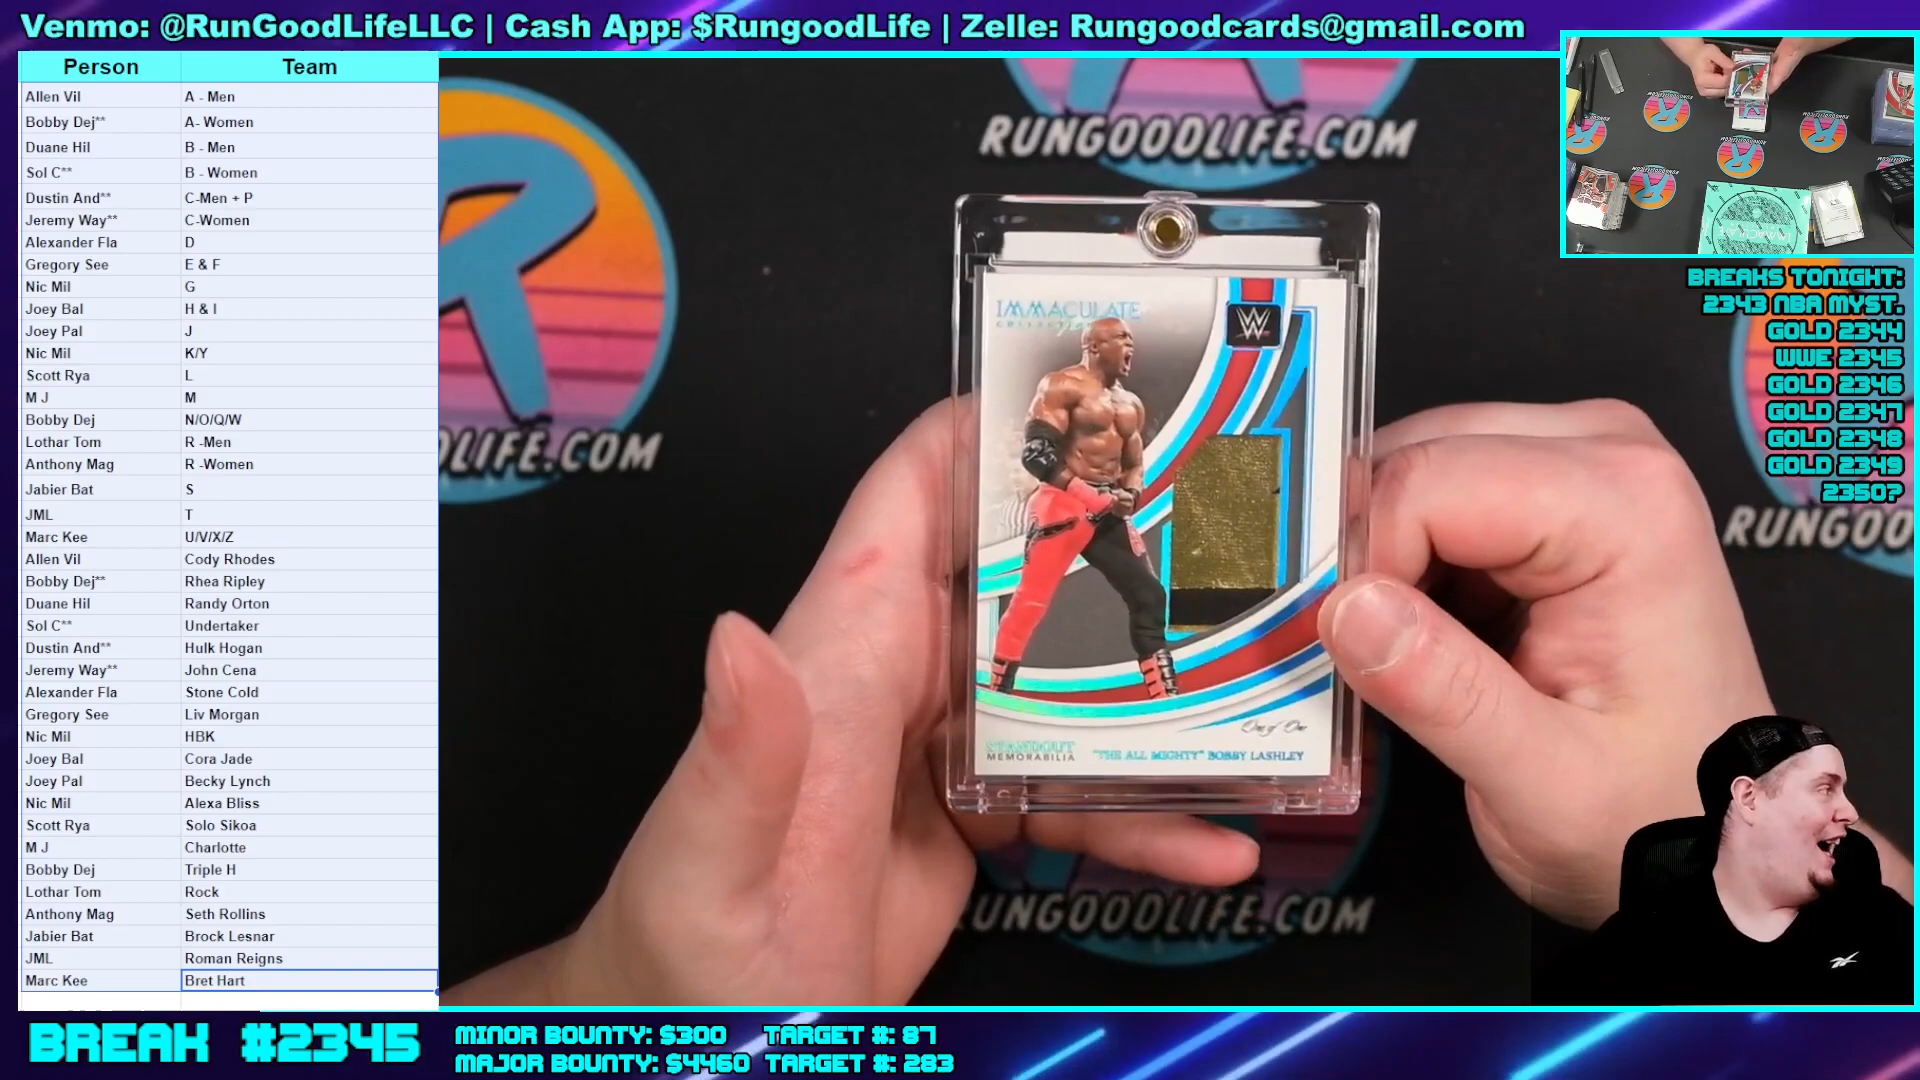 Venmo: @RunGoodLifeLLC | Cash App: $RungoodLife | Zelle: Rungoodcards@gmail.com
Person Team
Allen Vil A - Men
Bobby Dej** A- Women
Duane Hil B - Men
Sol C** B - Women
Dustin And** C-Men + P
Jeremy Way** C-Women
Alexander Fla D
Gregory See E & F
Nic Mil G
Joey Bal H & I
Joey Pal J
Nic Mil K/Y
Scott Rya L
M J M
Bobby Dej N/O/Q/W
Lothar Tom R -Men
Anthony Mag R -Women
Jabier Bat S
JML T
Marc Kee U/V/X/Z
Allen Vil Cody Rhodes
Bobby Dej** Rhea Ripley
Duane Hil Randy Orton
Sol C** Undertaker
Dustin And** Hulk Hogan
Jeremy Way** John Cena
Alexander Fla Stone Cold
Gregory See Liv Morgan
Nic Mil HBK
Joey Bal Cora Jade
Joey Pal Becky Lynch
Nic Mil Alexa Bliss
Scott Rya Solo Sikoa
M J Charlotte
Bobby Dej Triple H
Lothar Tom Rock
Anthony Mag Seth Rollins
Jabier Bat Brock Lesnar
JML Roman Reigns
Marc Kee Bret Hart
RUNGOODLIFE.COM
DLIFE.COM
RUNGOO
UNGOODLIFE.COM
IMMACULATE
COLLECTION
W
One of One
STANDOUT
MEMORABILIA
"THE ALL MIGHTY" BOBBY LASHLEY
BREAKS TONIGHT:
2343 NBA MYST.
GOLD 2344
WWE 2345
GOLD 2346
GOLD 2347
GOLD 2348
GOLD 2349
2350?
BREAK #2345
MINOR BOUNTY: $300 TARGET #: 87
MAJOR BOUNTY: $4460 TARGET #: 283